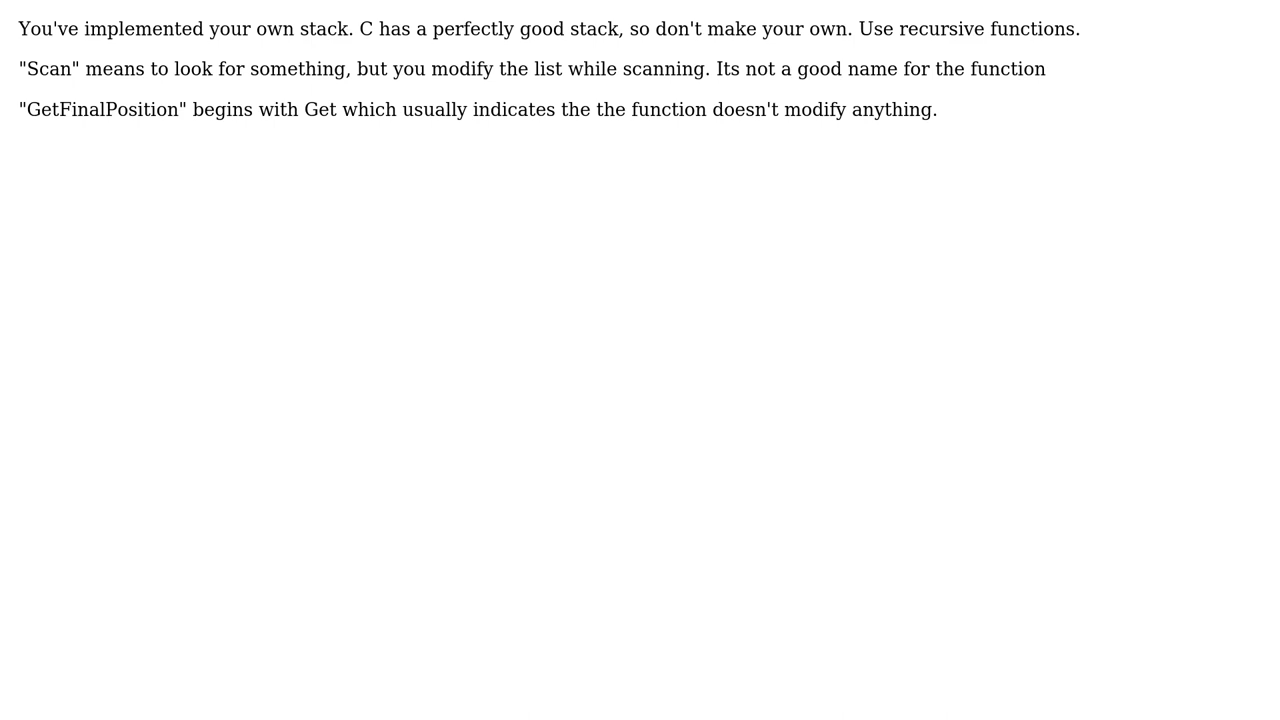 You've implemented your own stack. C has a perfectly good stack, so don't make your own. Use recursive functions.
"Scan" means to look for something, but you modify the list while scanning. Its not a good name for the function
"GetFinalPosition" begins with Get which usually indicates the the function doesn't modify anything.